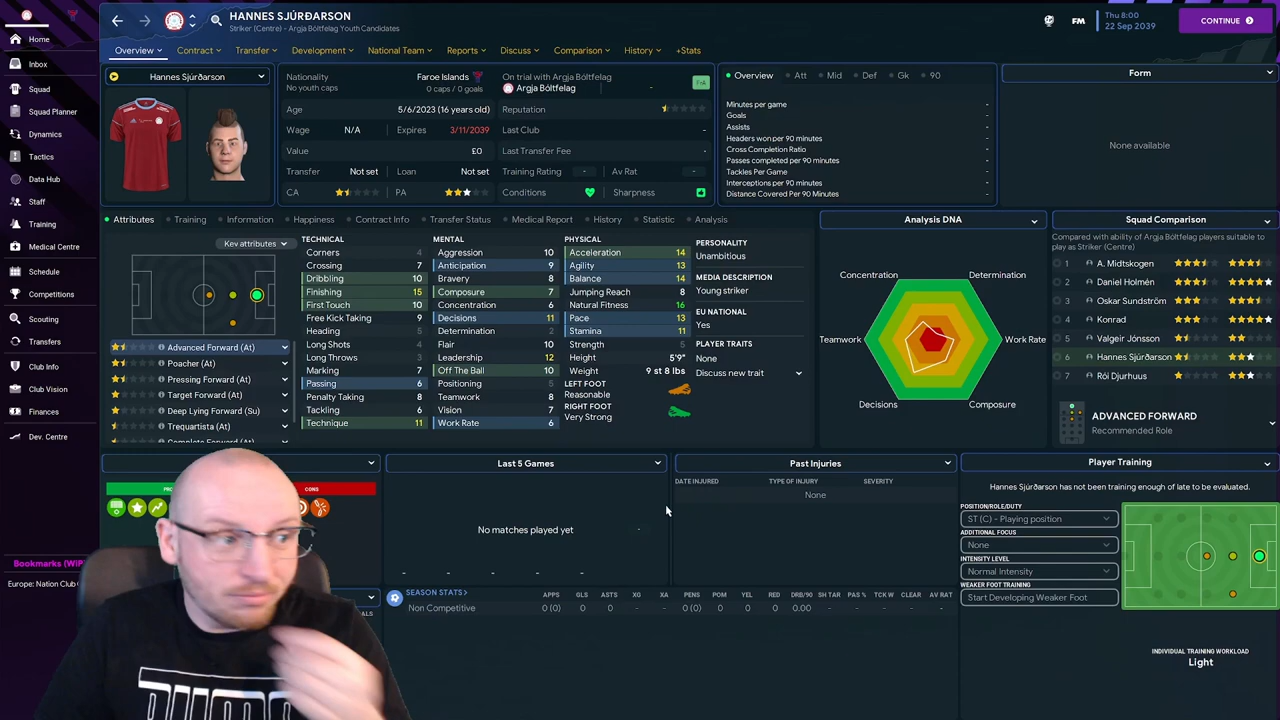 HANNES SJÚRÐARSON
Striker (Centre) - Argja Bóltfelag Youth Candidates
FM
Thu 8:00
22 Sep 2039
CONTINUE
Home
Inbox
Squad
Squad Planner
Dynamics
Tactics
Data Hub
Staff
Training
Medical Centre
Schedule
Competitions
Scouting
Transfers
Club Info
Club Vision
Finances
Dev. Centre
Bookmarks (WIP
Europe: Nation Club C
Overview
Contract
Transfer
Development
National Team
Reports
Discuss
Comparison
History
+Stats
Hannes Sjúrðarson
Nationality Faroe Islands
No youth caps 0 caps / 0 goals
Age 5/6/2023 (16 years old)
Wage N/A Expires 3/11/2039
Value £0
Transfer Not set Loan Not set
CA PA
On trial with Argja Bóltfelag
Argja Bóltfelag -
Reputation
Last Club -
Last Transfer Fee -
Training Rating - Av Rat -
Conditions Sharpness
Overview Att Mid Def Gk 90
Minutes per game -
Goals -
Assists -
Headers won per 90 minutes -
Cross Completion Ratio -
Passes completed per 90 minutes -
Tackles Per Game -
Interceptions per 90 minutes -
Distance Covered Per 90 Minutes -
Form
None available
Attributes Training Information Happiness Contract Info Transfer Status Medical Report History Statistic Analysis
Key attributes
Advanced Forward (At)
Poacher (At)
Pressing Forward (At)
Target Forward (At)
Deep Lying Forward (Su)
Trequartista (At)
Complete Forward (At)
TECHNICAL
Corners 4
Crossing 7
Dribbling 10
Finishing 15
First Touch 10
Free Kick Taking 9
Heading 5
Long Shots 4
Long Throws 3
Marking 7
Passing 6
Penalty Taking 8
Tackling 6
Technique 11
MENTAL
Aggression 10
Anticipation 9
Bravery 8
Composure 7
Concentration 6
Decisions 11
Determination 2
Flair 10
Leadership 12
Off The Ball 10
Positioning 5
Teamwork 8
Vision 7
Work Rate 6
PHYSICAL
Acceleration 14
Agility 13
Balance 14
Jumping Reach 8
Natural Fitness 16
Pace 13
Stamina 11
Strength 5
Height 5'9"
Weight 9 st 8 lbs
LEFT FOOT
Reasonable
RIGHT FOOT
Very Strong
PERSONALITY
Unambitious
MEDIA DESCRIPTION
Young striker
EU NATIONAL
Yes
PLAYER TRAITS
None
Discuss new trait
Analysis DNA
Concentration
Determination
Teamwork
Work Rate
Decisions
Composure
Squad Comparison
Compared with ability of Argja Bóltfelag players suitable to
play as Striker (Centre)
1 A. Midtskogen
2 Daniel Holmén
3 Oskar Sundström
4 Konrad
5 Valgeir Jónsson
6 Hannes Sjúrðarson
7 Rói Djurhuus
ADVANCED FORWARD
Recommended Role
CONS
Last 5 Games
No matches played yet -
- - - - -
Past Injuries
DATE INJURED TYPE OF INJURY SEVERITY
None
SEASON STATS> APPS GLS ASTS XG XA PENS POM YEL RED DRB/90 SH TAR PAS % TCK W CLEAR AV RAT
Non Competitive 0 (0) 0 0 - - 0 (0) 0 0 0 0.00 - - - - -
Player Training
Hannes Sjúrðarson has not been training enough of late to be evaluated.
POSITION/ROLE/DUTY
ST (C) - Playing position
ADDITIONAL FOCUS
None
INTENSITY LEVEL
Normal Intensity
WEAKER FOOT TRAINING
Start Developing Weaker Foot
INDIVIDUAL TRAINING WORKLOAD
Light